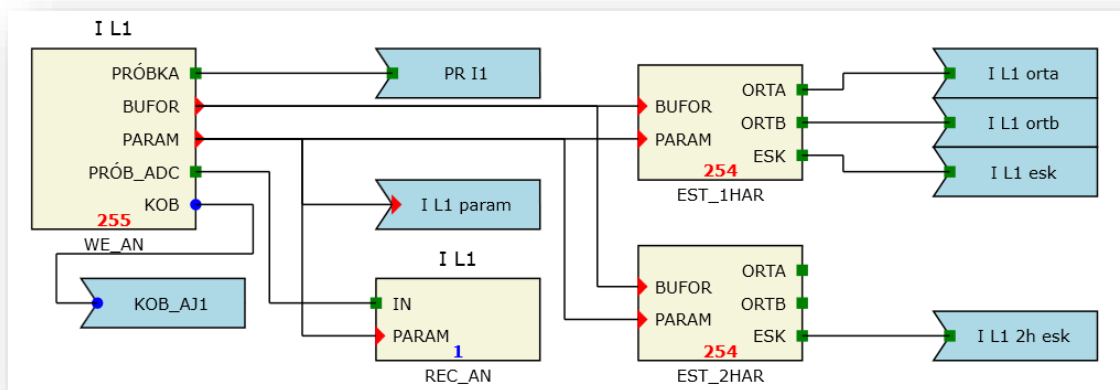 I L1
PRÓBKA
BUFOR
PARAM
PRÓB_ADC
KOB
255
WE_AN
KOB_AJ1
PR I1
I L1 param
I L1
IN
PARAM
1
REC_AN
BUFOR
PARAM
ORTA
ORTB
ESK
254
EST_1HAR
BUFOR
PARAM
ORTA
ORTB
ESK
254
EST_2HAR
I L1 orta
I L1 ortb
I L1 esk
I L1 2h esk